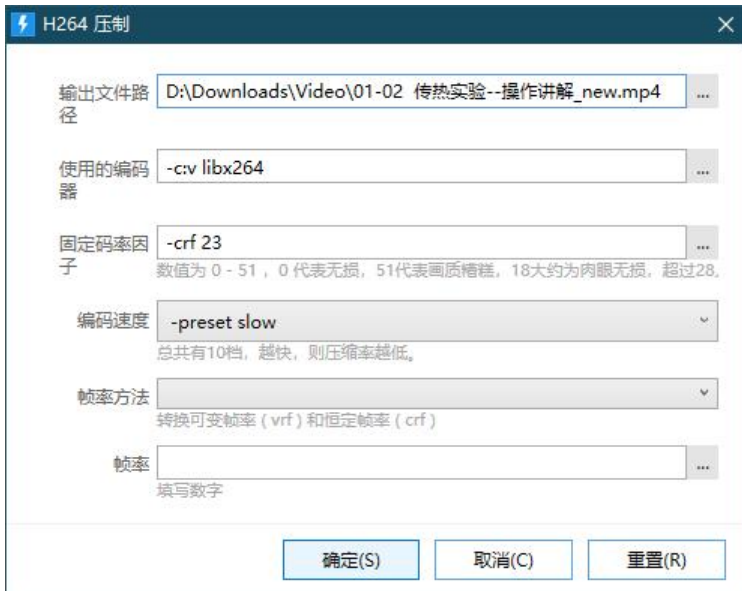 H264 压制
输出文件路
径
D:\Downloads\Video\01-02 传热实验--操作讲解_new.mp4
...
使用的编码
器
-c:v libx264
...
固定码率因
子
-crf 23
...
数值为 0 - 51 ，0 代表无损，51代表画质糟糕，18大约为肉眼无损，超过28,
编码速度
-preset slow
总共有10档，越快，则压缩率越低。
帧率方法
转换可变帧率 ( vrf ) 和恒定帧率 ( crf )
帧率
...
填写数字
确定(S)
取消(C)
重置(R)